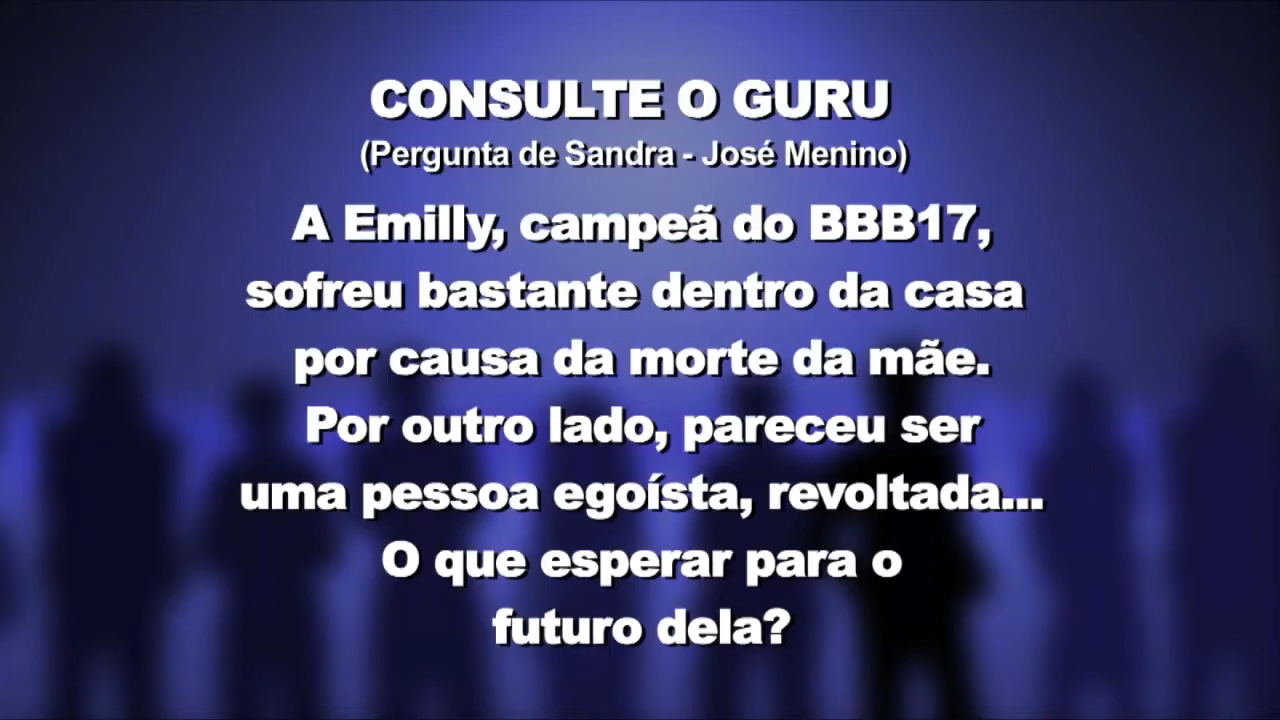 CONSULTE O GURU
(Pergunta de Sandra - José Menino)
A Emilly, campeã do BBB17,
sofreu bastante dentro da casa
por causa da morte da mãe.
Por outro lado, pareceu ser
uma pessoa egoísta, revoltada...
O que esperar para o
futuro dela?